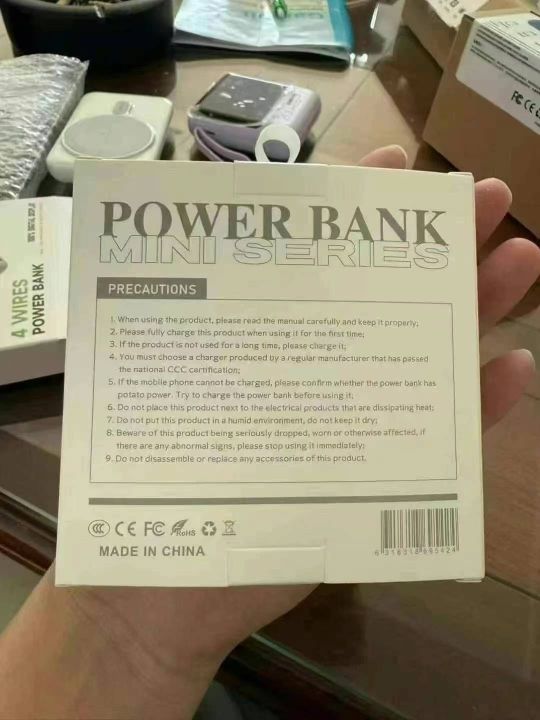 POWER BANK
MINI SERIES
PRECAUTIONS
1. When using the product, please read the manual carefully and keep it properly;
2. Please fully charge this product when using it for the first time;
3. If the product is not used for a long time, please charge it;
4. You must choose a charger produced by a regular manufacturer that has passed
the national CCC certification;
5. If the mobile phone cannot be charged, please confirm whether the power bank has
potato power. Try to charge the power bank before using it;
6. Do not place this product next to the electrical products that are dissipating heat;
7. Do not put this product in a humid environment, do not keep it dry;
8. Beware of this product being seriously dropped, worn or otherwise affected, if
there are any abnormal signs, please stop using it immediately;
9. Do not disassemble or replace any accessories of this product.
CCC CE FC RoHS
MADE IN CHINA
4 WIRES
POWER BANK
FC CE